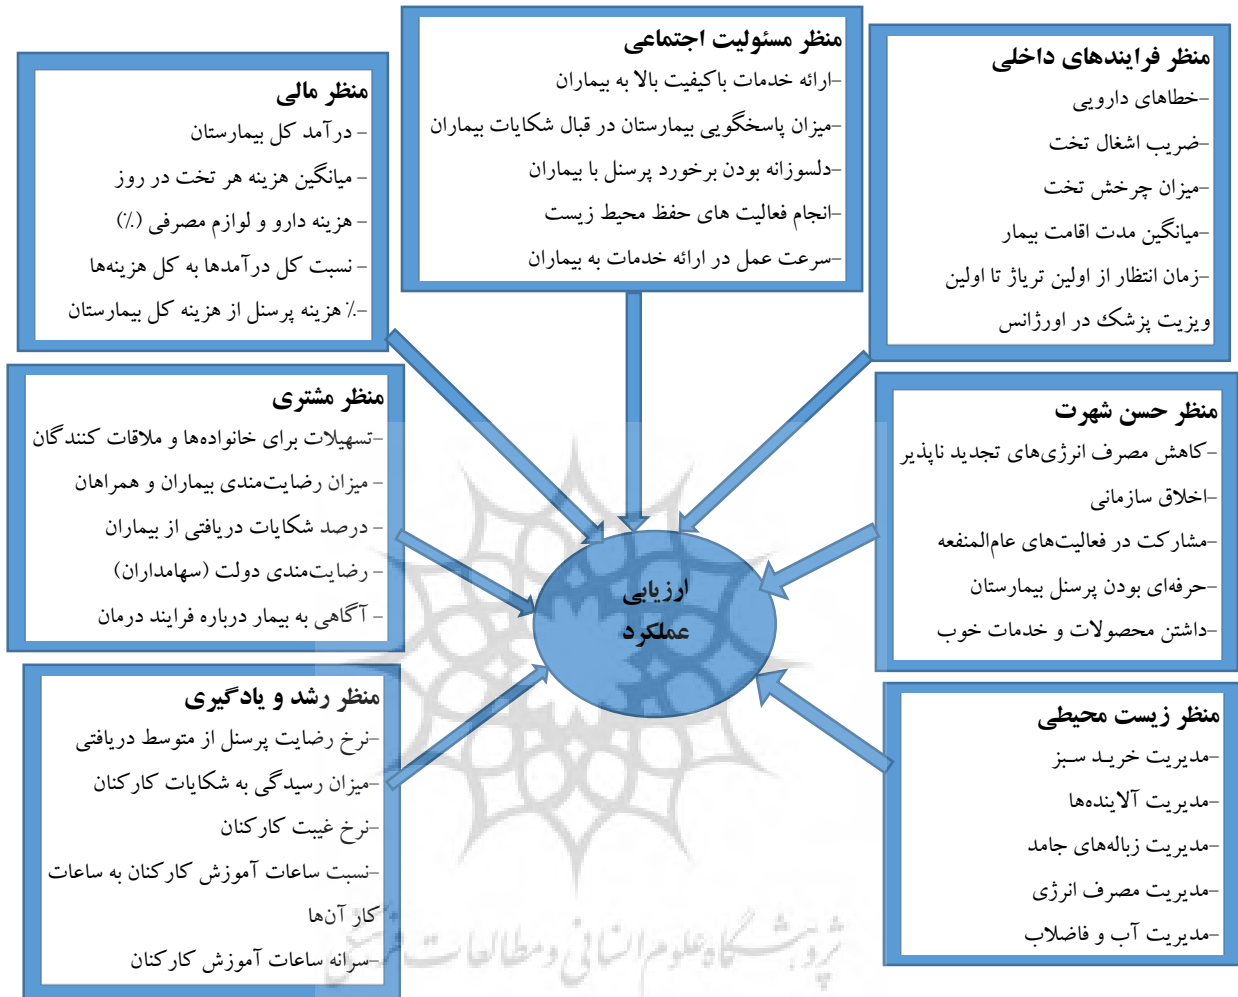 منظر فرایندهای داخلی
-خطاهای دارویی
-ضریب اشغال تخت
-میزان چرخش تخت
-میانگین مدت اقامت بیمار
-زمان انتظار از اولین تریاژ تا اولین
ویزیت پزشک در اورژانس
منظر مسئولیت اجتماعی
-ارائه خدمات باکیفیت بالا به بیماران
-میزان پاسخگویی بیمارستان در قبال شکایات بیماران
-دلسوزانه بودن برخورد پرسنل با بیماران
-انجام فعالیت های حفظ محیط زیست
-سرعت عمل در ارائه خدمات به بیماران
منظر مالی
- درآمد کل بیمارستان
- میانگین هزینه هر تخت در روز
- هزینه دارو و لوازم مصرفی (٪)
- نسبت کل درآمدها به کل هزینه‌ها
-٪ هزینه پرسنل از هزینه کل بیمارستان
منظر حسن شهرت
-کاهش مصرف انرژی‌های تجدید ناپذیر
-اخلاق سازمانی
-مشارکت در فعالیت‌های عام‌المنفعه
-حرفه‌ای بودن پرسنل بیمارستان
-داشتن محصولات و خدمات خوب
منظر مشتری
-تسهیلات برای خانواده‌ها و ملاقات کنندگان
- میزان رضایت‌مندی بیماران و همراهان
- درصد شکایات دریافتی از بیماران
- رضایت‌مندی دولت (سهامداران)
- آگاهی به بیمار درباره فرایند درمان
ارزیابی
عملکرد
منظر زیست محیطی
-مدیریت خریـد سـبز
-مدیریت آلاینده‌ها
-مدیریت زباله‌های جامد
-مدیریت مصرف انرژی
-مدیریت آب و فاضلاب
منظر رشد و یادگیری
-نرخ رضایت پرسنل از متوسط دریافتی
-میزان رسیدگی به شکایات کارکنان
-نرخ غیبت کارکنان
-نسبت ساعات آموزش کارکنان به ساعات
کار آن‌ها
-سرانه ساعات آموزش کارکنان
پژوهشگاه علوم انسانی و مطالعات فرهنگی